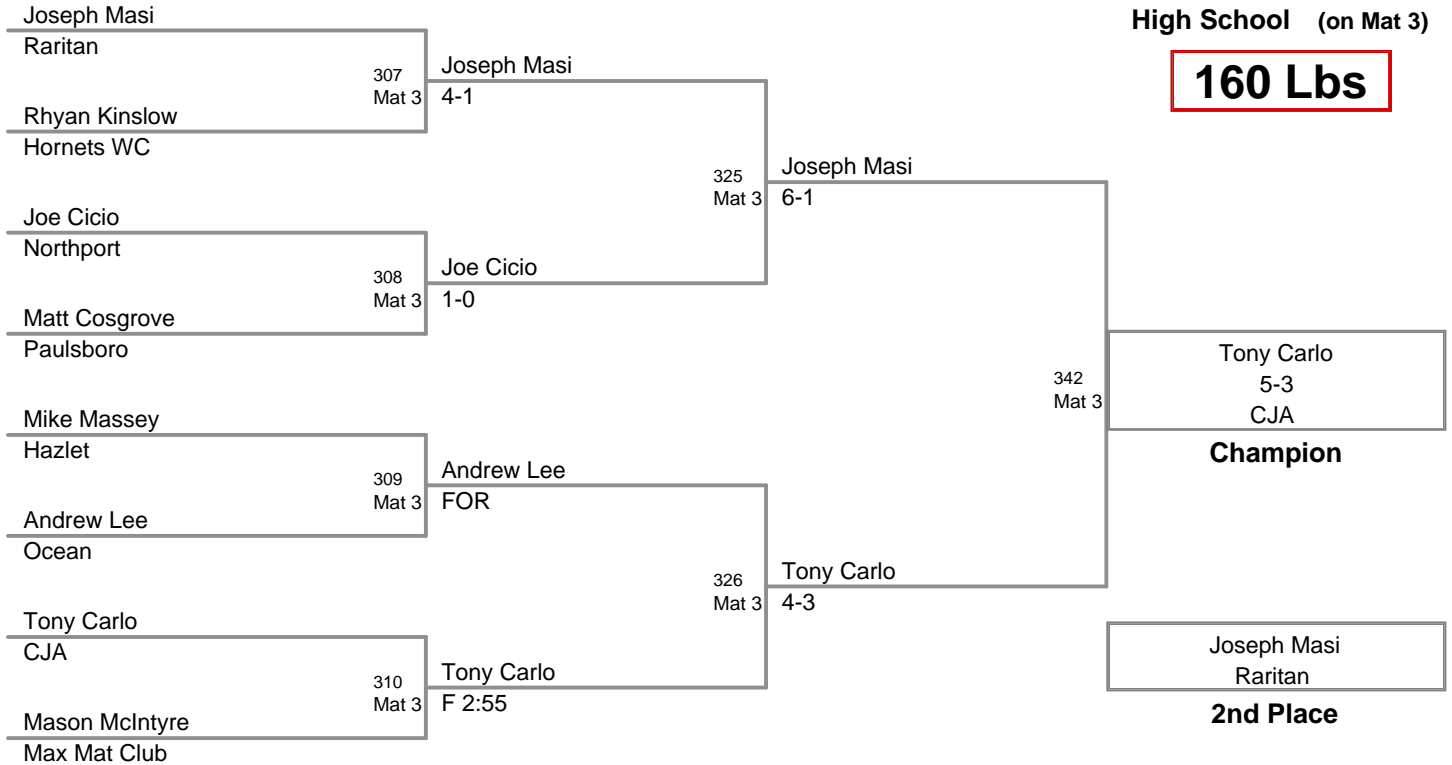 High School (on Mat 3)
160 Lbs
Joseph Masi
Raritan
307
Mat 3
Joseph Masi
4-1
Rhyan Kinslow
Hornets WC
325
Mat 3
Joseph Masi
6-1
Joe Cicio
Northport
308
Mat 3
Joe Cicio
1-0
Matt Cosgrove
Paulsboro
342
Mat 3
Tony Carlo
5-3
CJA
Champion
Mike Massey
Hazlet
309
Mat 3
Andrew Lee
FOR
Andrew Lee
Ocean
326
Mat 3
Tony Carlo
4-3
Tony Carlo
CJA
310
Mat 3
Tony Carlo
F 2:55
Mason McIntyre
Max Mat Club
Joseph Masi
Raritan
2nd Place